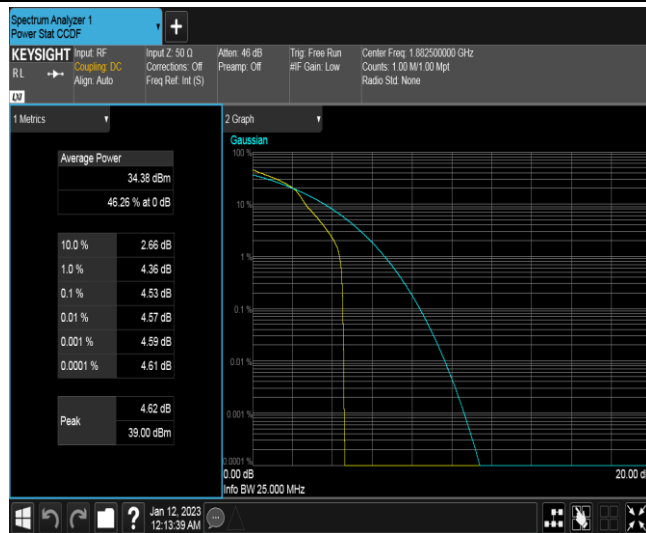 Spectrum Analyzer 1
Power Stat CCDF
+
KEYSIGHT
RL
Input: RF
Coupling: DC
Align: Auto
Input Z: 50 Ω
Corrections: Off
Freq Ref: Int (S)
Atten: 46 dB
Preamp: Off
Trig: Free Run
#IF Gain: Low
Center Freq: 1.882500000 GHz
Counts: 1.00 M/1.00 Mpt
Radio Std: None
1 Metrics
Average Power
34.38 dBm
46.26 % at 0 dB
10.0 % 2.66 dB
1.0 % 4.36 dB
0.1 % 4.53 dB
0.01 % 4.57 dB
0.001 % 4.59 dB
0.0001 % 4.61 dB
Peak
4.62 dB
39.00 dBm
2 Graph
Gaussian
100 %
10 %
1 %
0.1 %
0.01 %
0.001 %
0.0001 %
0.00 dB
20.00 d
Info BW 25.000 MHz
?
Jan 12, 2023
12:13:39 AM